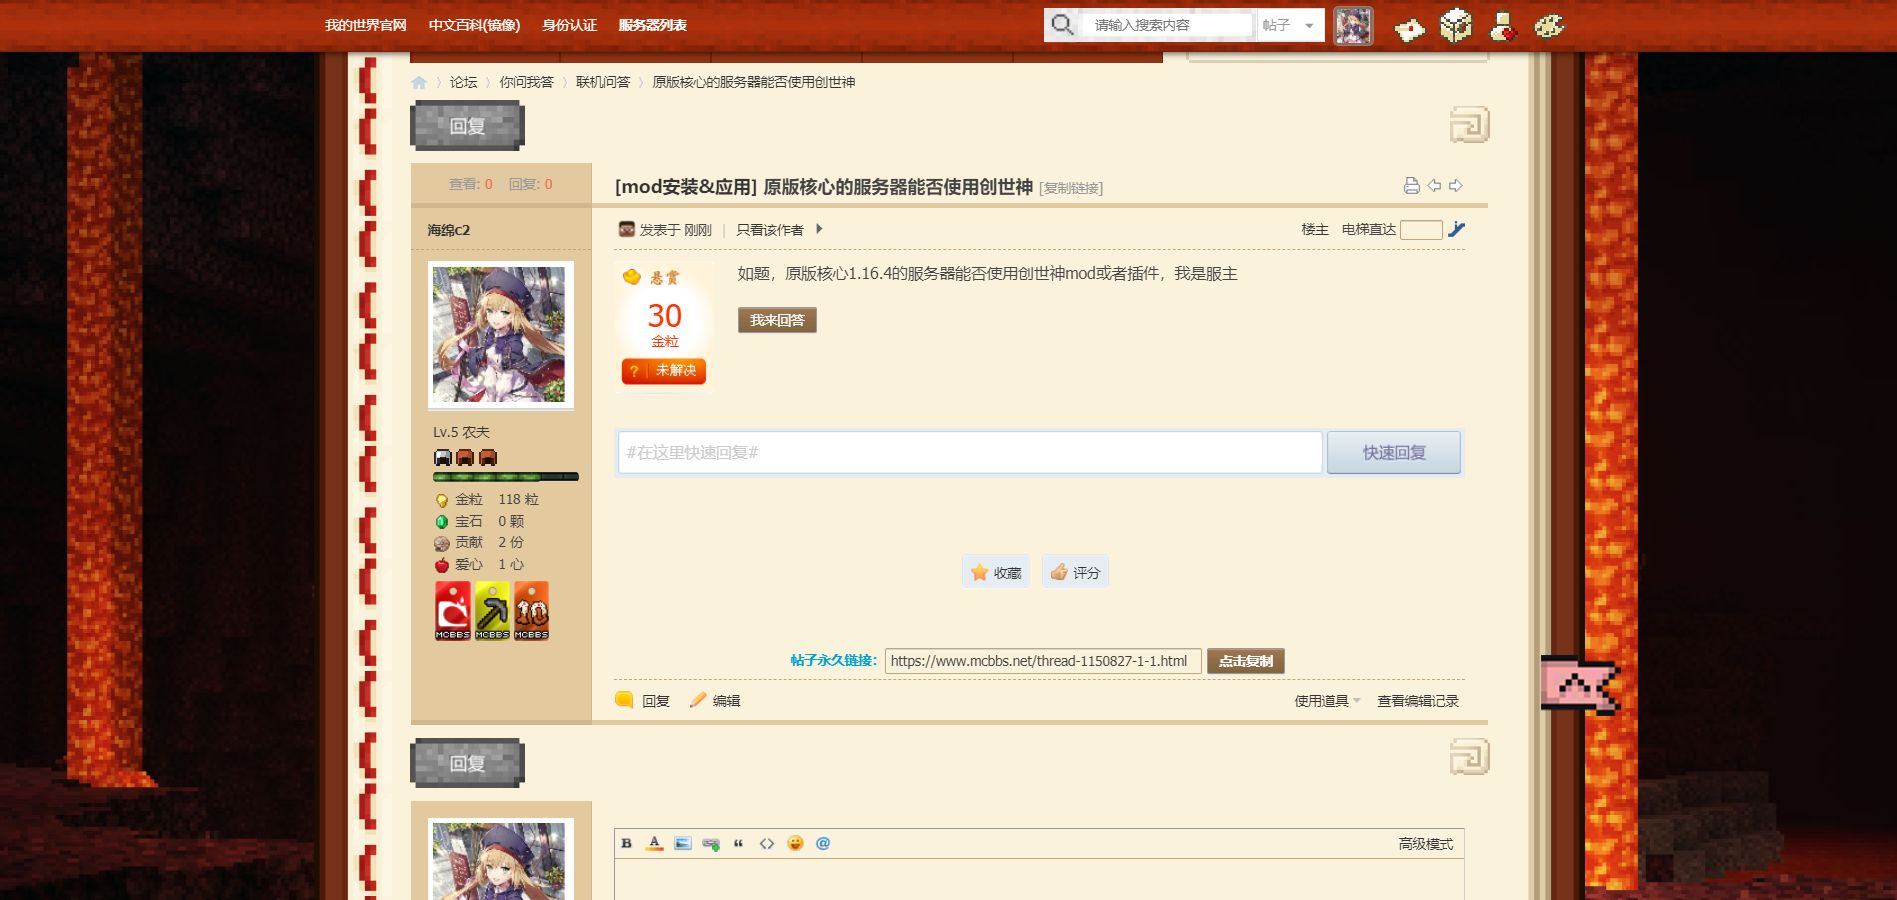 我的世界官网 中文百科(镜像) 身份认证 服务器列表 请输入搜索内容 帖子
论坛 你问我答 联机问答 原版核心的服务器能否使用创世神
回复
查看: 0 回复: 0
[mod安装&应用] 原版核心的服务器能否使用创世神 [复制链接]
海绵c2
发表于 刚刚 | 只看该作者
楼主 电梯直达
悬赏
30
金粒
? 未解决
如题，原版核心1.16.4的服务器能否使用创世神mod或者插件，我是服主
我来回答
Lv.5 农夫
金粒 118 粒
宝石 0 颗
贡献 2 份
爱心 1 心
MCBBS MCBBS 10 MCBBS
#在这里快速回复#
快速回复
收藏 评分
帖子永久链接: https://www.mcbbs.net/thread-1150827-1-1.html 点击复制
回复 编辑
使用道具 查看编辑记录
回复
B A “ <> @ 高级模式